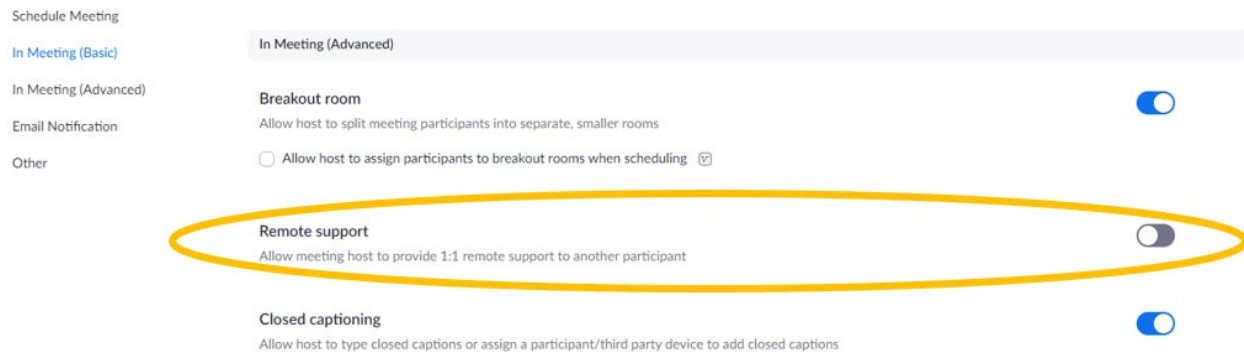 Schedule Meeting
In Meeting (Basic)
In Meeting (Advanced)
Email Notification
Other
In Meeting (Advanced)
Breakout room
Allow host to split meeting participants into separate, smaller rooms
Allow host to assign participants to breakout rooms when scheduling
Remote support
Allow meeting host to provide 1:1 remote support to another participant
Closed captioning
Allow host to type closed captions or assign a participant/third party device to add closed captions